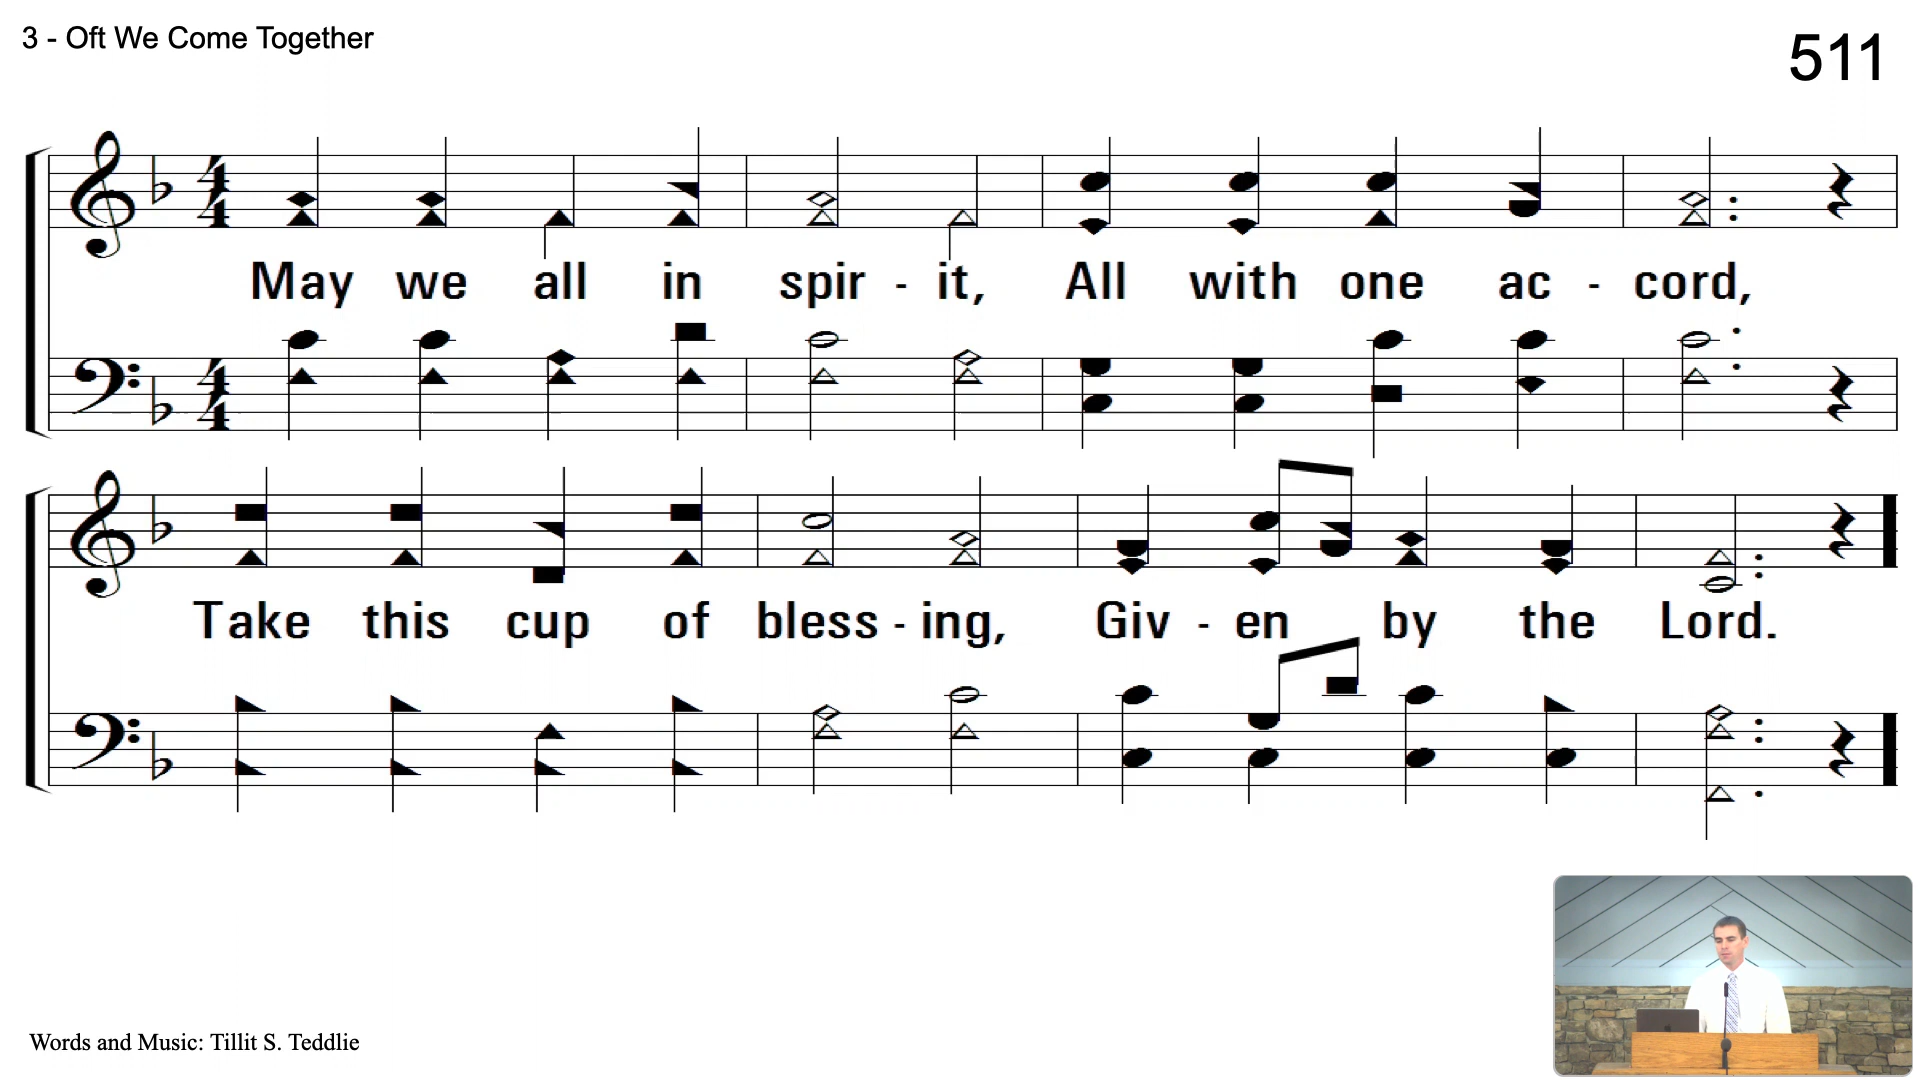 3 - Oft We Come Together
511
May we all in spir - it, All with one ac - cord,
Take this cup of bless - ing, Giv - en by the Lord.
Words and Music: Tillit S. Teddlie